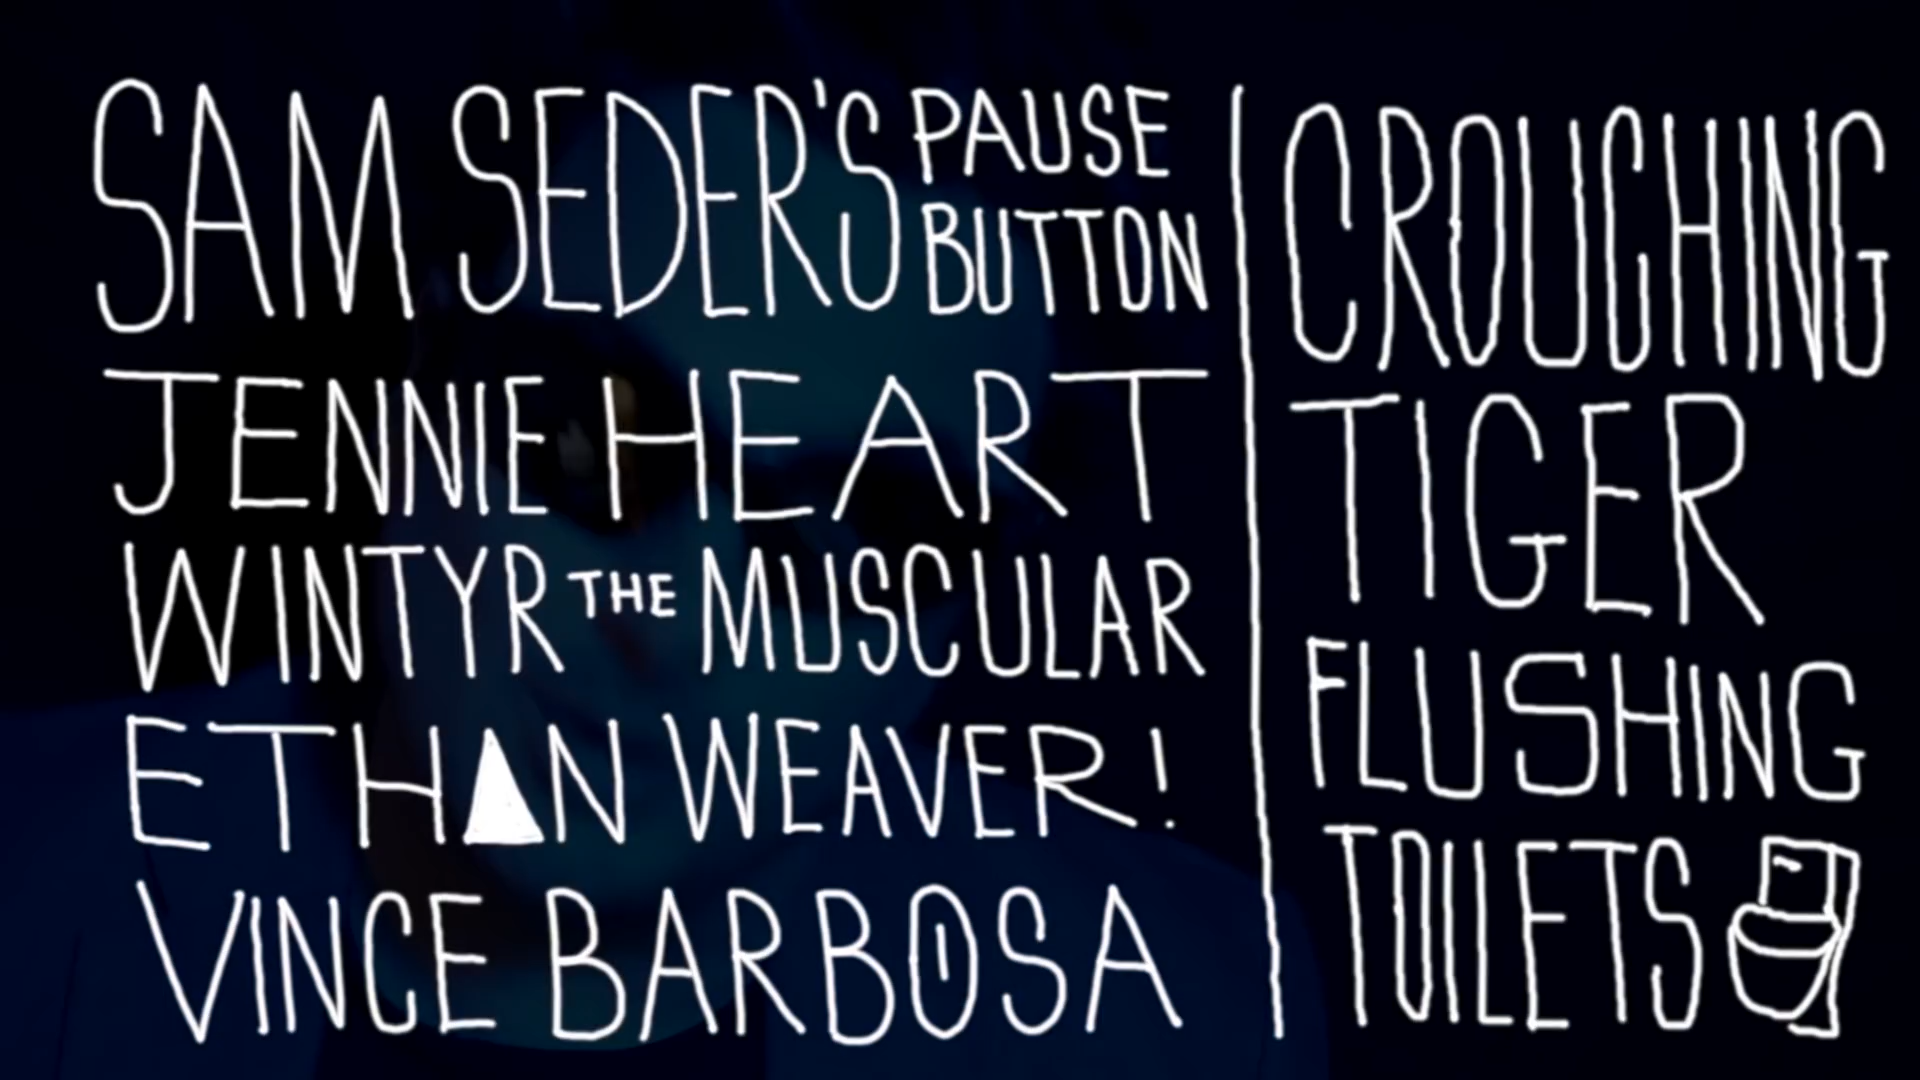 SAM SEDER'S PAUSE BUTTON
JENNIE HEART
WINTYR THE MUSCULAR
ETHAN WEAVER!
VINCE BARBOSA
CROUCHING
TIGER
FLUSHING
TOILETS